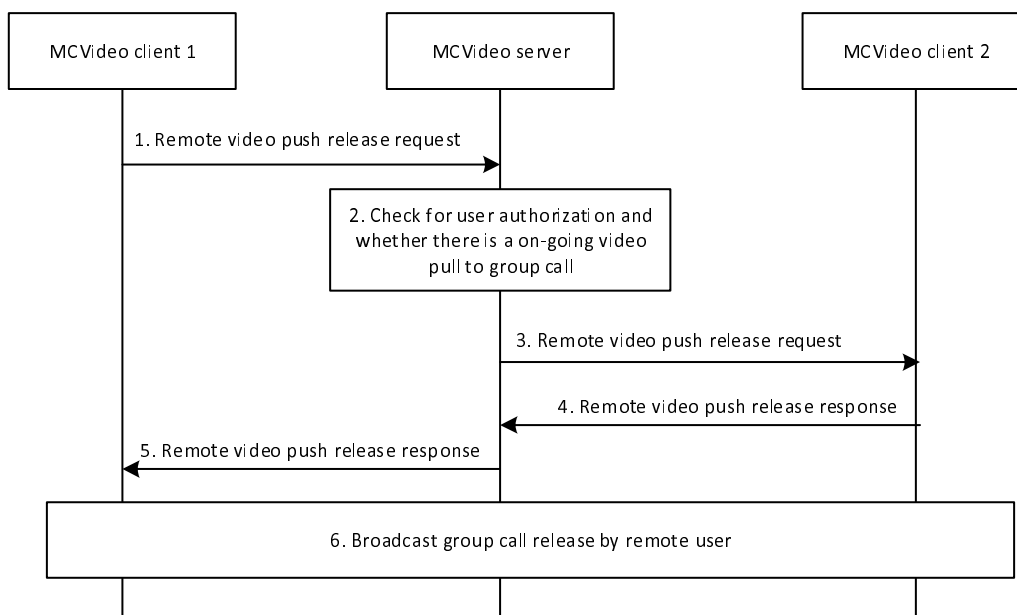 MCVideo client 1
MCVideo server
MCVideo client 2
1. Remote video push release request
2. Check for user authorization and
whether there is a on-going video
pull to group call
3. Remote video push release request
4. Remote video push release response
5. Remote video push release response
6. Broadcast group call release by remote user